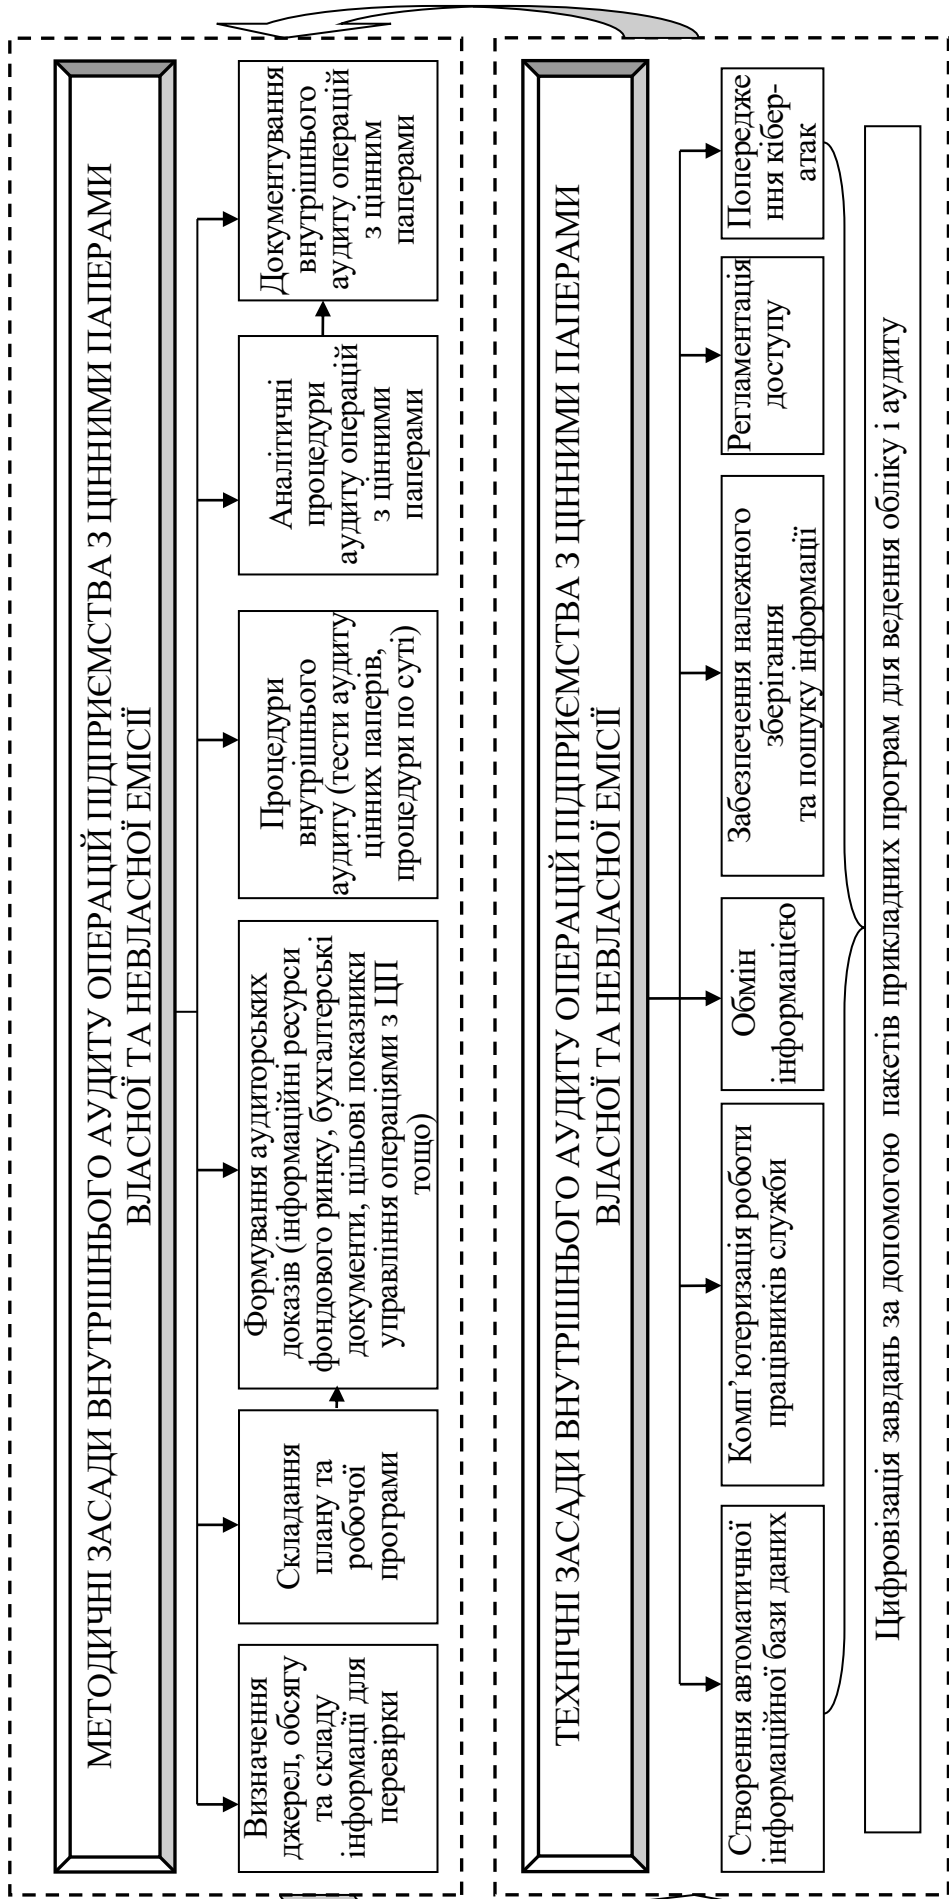 МЕТОДИЧНІ ЗАСАДИ ВНУТРІШНЬОГО АУДИТУ ОПЕРАЦІЙ ПІДПРИЄМСТВА З ЦІННИМИ ПАПЕРАМИ
ВЛАСНОЇ ТА НЕВЛАСНОЇ ЕМІСІЇ
Визначення
джерел, обсягу
та складу
інформації для
перевірки
Складання
плану та
робочої
програми
Формування аудиторських
доказів (інформаційні ресурси
фондового ринку, бухгалтерські
документи, цільові показники
управління операціями з ЦП
тощо)
Процедури
внутрішнього
аудиту (тести аудиту
цінних паперів,
процедури по суті)
Аналітичні
процедури
аудиту операцій
з цінними
паперами
Документування
внутрішнього
аудиту операцій
з цінним
паперами
ТЕХНІЧНІ ЗАСАДИ ВНУТРІШНЬОГО АУДИТУ ОПЕРАЦІЙ ПІДПРИЄМСТВА З ЦІННИМИ ПАПЕРАМИ
ВЛАСНОЇ ТА НЕВЛАСНОЇ ЕМІСІЇ
Створення автоматичної
інформаційної бази даних
Комп’ютеризація роботи
працівників служби
Обмін
інформацією
Забезпечення належного
зберігання
та пошуку інформації
Регламентація
доступу
Попередже
ння кібер-
атак
Цифровізація завдань за допомогою пакетів прикладних програм для ведення обліку і аудиту